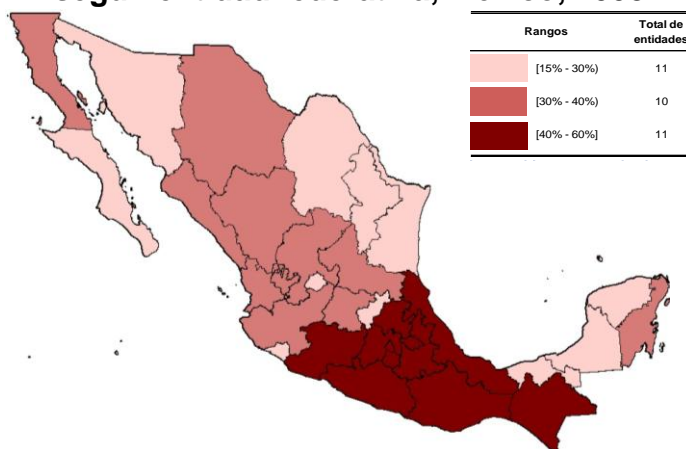 Rangos
Total de
entidades
[15% - 30%)
11
[30% - 40%)
10
[40% - 60%]
11